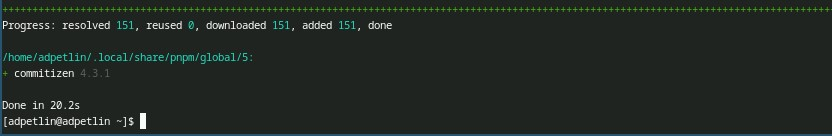 ++++++++++++++++++++++++++++++++++++++++++++++++++++++++++++++++++++++++++++++++++++++++++++++++++++++++++++++++++++++++++++++++++++++++++
Progress: resolved 151, reused 0, downloaded 151, added 151, done
/home/adpetlin/.local/share/pnpm/global/5:
+ commitizen 4.3.1
Done in 20.2s
[adpetlin@adpetlin ~]$